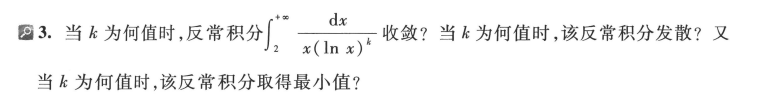 3. 当 k 为何值时,反常积分∫₂^{+∞} dx/(x(ln x)^k) 收敛? 当 k 为何值时,该反常积分发散? 又
当 k 为何值时,该反常积分取得最小值?